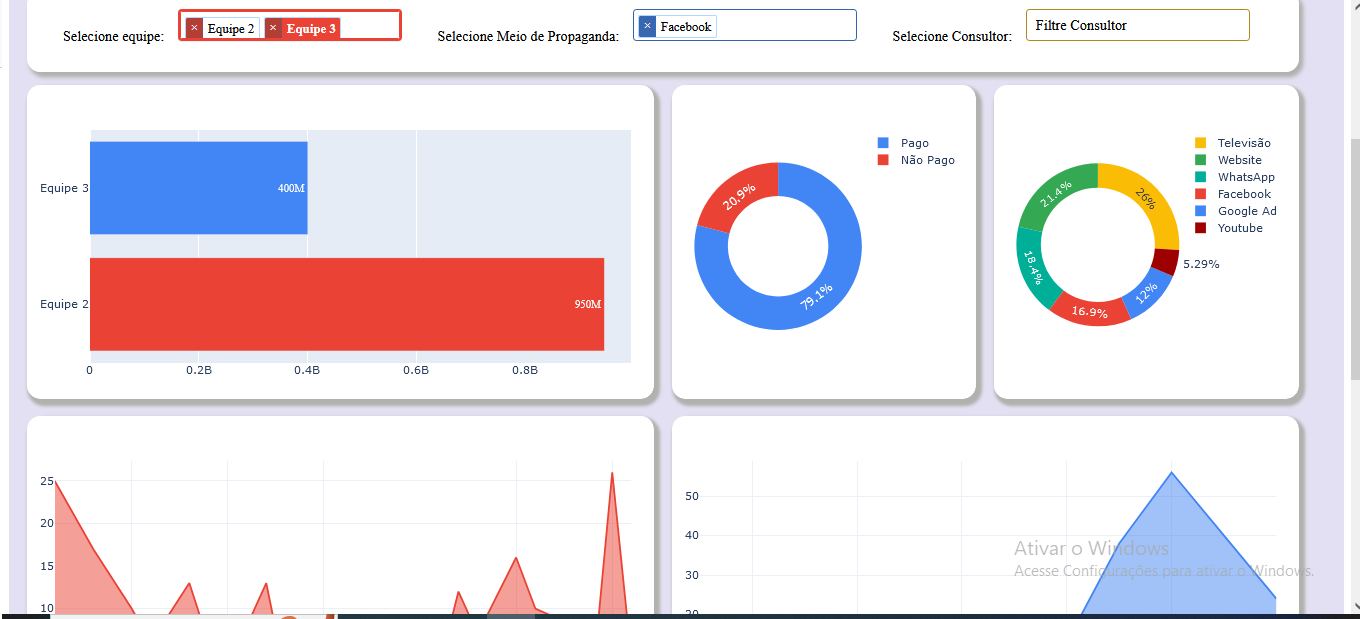 Selecione equipe:
× Equipe 2 × Equipe 3
Selecione Meio de Propaganda:
× Facebook
Selecione Consultor:
Filtre Consultor
Equipe 3
400M
Equipe 2
950M
0 0.2B 0.4B 0.6B 0.8B
Pago
Não Pago
20.9%
79.1%
Televisão
Website
WhatsApp
Facebook
Google Ad
Youtube
21.4%
26%
5.29%
18.4%
12%
16.9%
25
20
15
10
50
40
30
20
Ativar o Windows
Acesse Configurações para ativar o Windows.